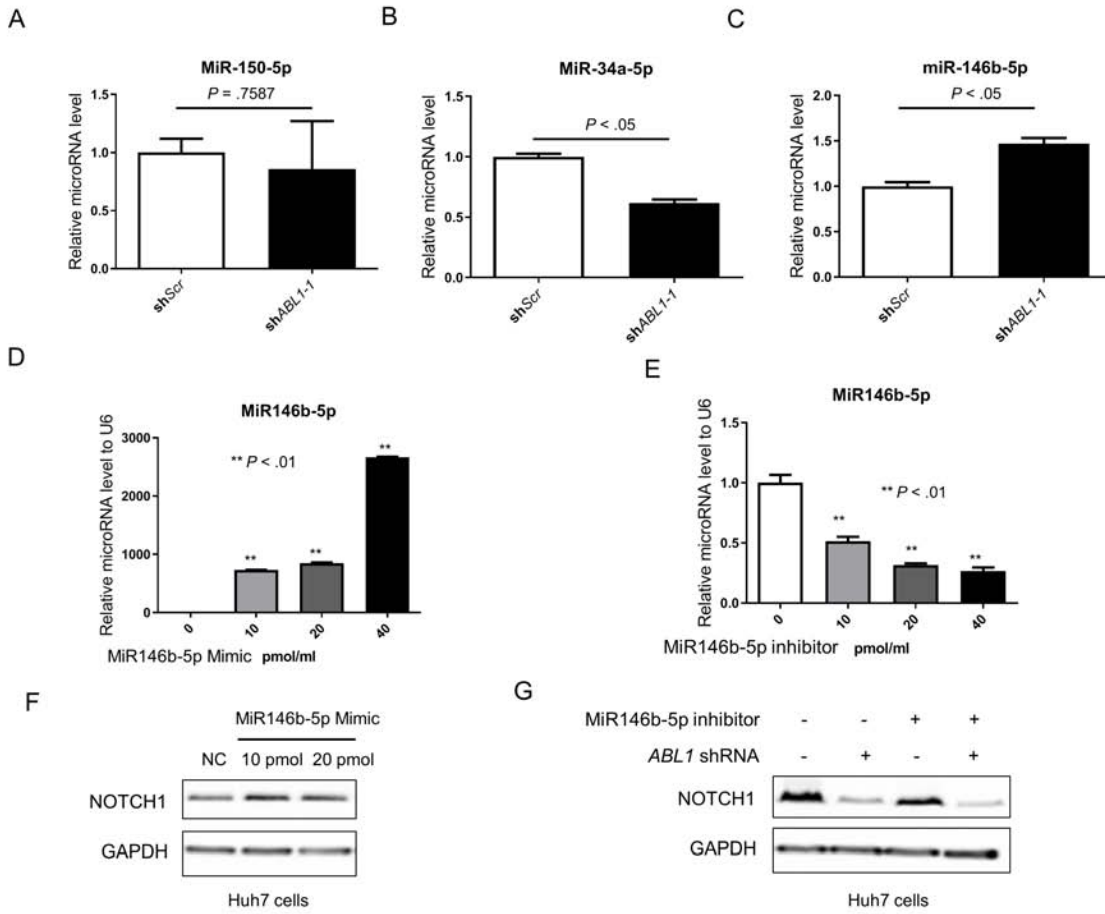 A
MiR-150-5p
P = .7587
Relative microRNA level
1.5
1.0
0.5
0.0
shScr
shABL1-1
B
MiR-34a-5p
P < .05
Relative microRNA level
1.5
1.0
0.5
0.0
shScr
shABL1-1
C
miR-146b-5p
P < .05
Relative microRNA level
2.0
1.5
1.0
0.5
0.0
shScr
shABL1-1
D
MiR146b-5p
** P < .01
Relative microRNA level to U6
3000
2000
1000
0
** ** **
0 10 20 40
MiR146b-5p Mimic pmol/ml
E
MiR146b-5p
** P < .01
Relative microRNA level to U6
1.5
1.0
0.5
0.0
** ** **
0 10 20 40
MiR146b-5p inhibitor pmol/ml
F
MiR146b-5p Mimic
NC 10 pmol 20 pmol
NOTCH1
GAPDH
Huh7 cells
G
MiR146b-5p inhibitor - - + +
ABL1 shRNA - + - +
NOTCH1
GAPDH
Huh7 cells